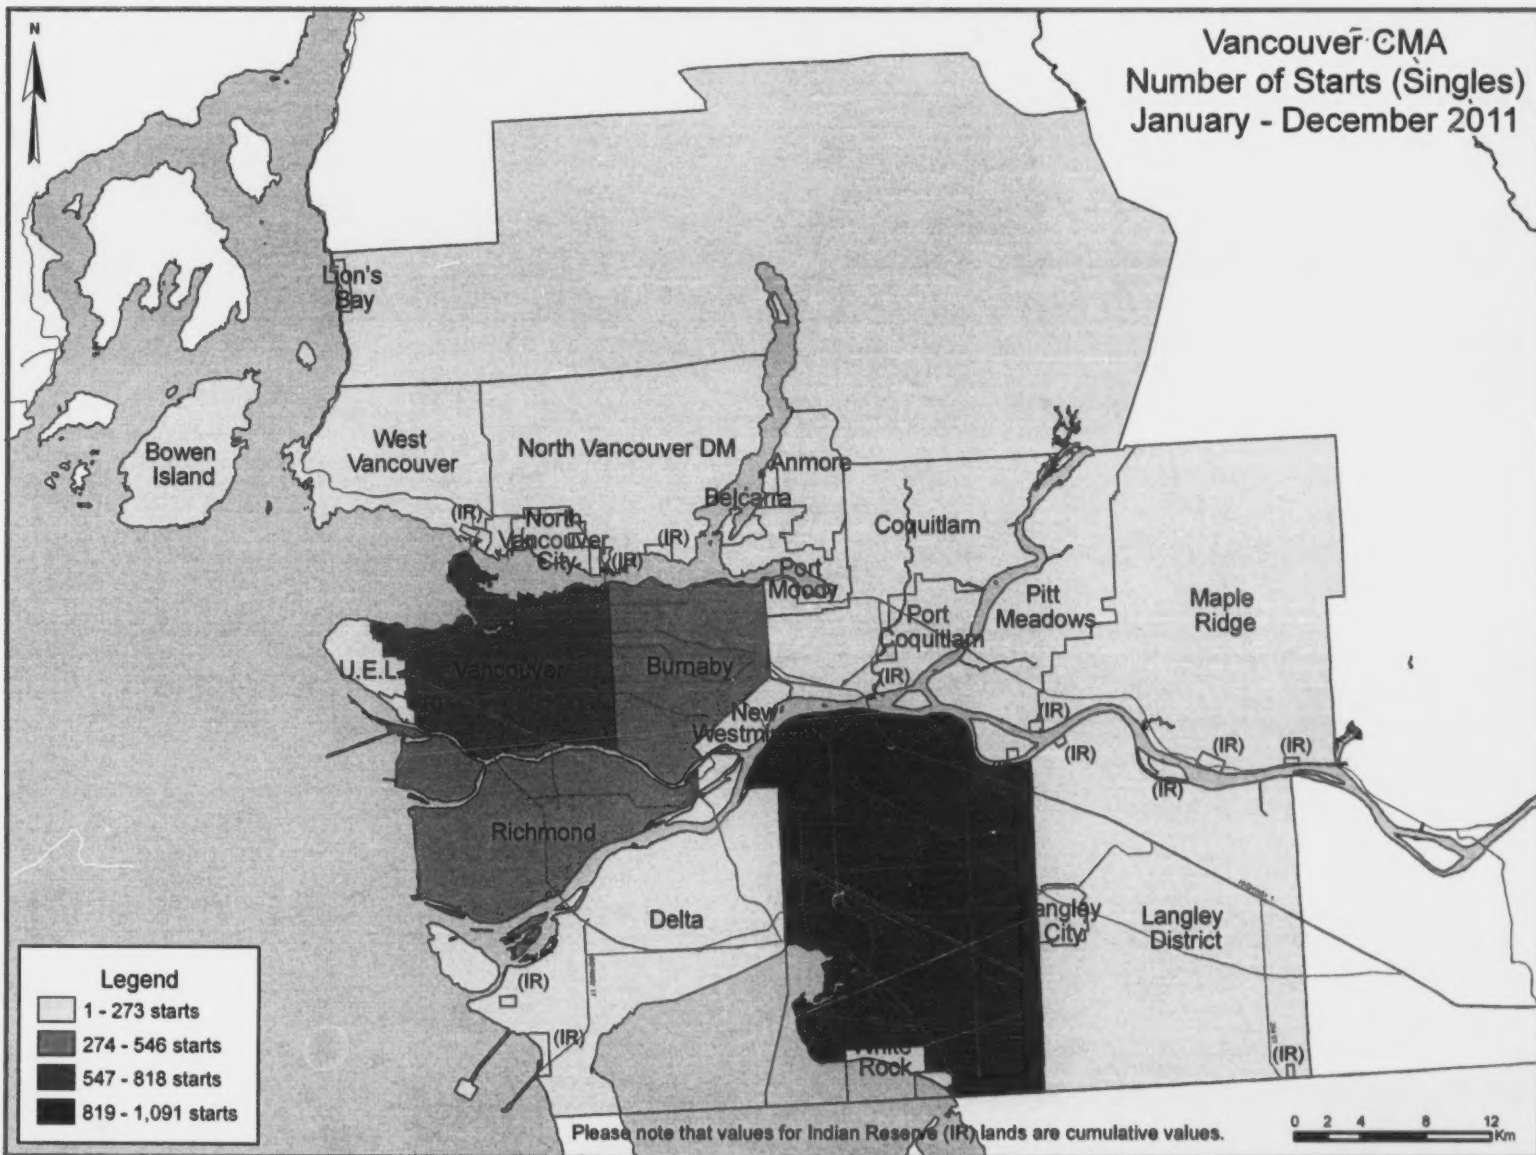 N
Vancouver CMA
Number of Starts (Singles)
January - December 2011
Lion's
Bay
Bowen
Island
West
Vancouver
North Vancouver DM
Anmore
Belcarra
(IR)
North
Vancouver
City
(IR)
(IR)
Coquitlam
Port
Moody
Port
Coquitlam
Pitt
Meadows
Maple
Ridge
U.E.L.
Vancouver
Burnaby
(IR)
New
(IR)
(IR)
(IR)
(IR)
(IR)
Richmond
Delta
Langley
District
City
(IR)
(IR)
(IR)
White
Rock
Legend
1 - 273 starts
274 - 546 starts
547 - 818 starts
819 - 1,091 starts
Please note that values for Indian Reserve (IR) lands are cumulative values.
0 2 4 8 12
Km